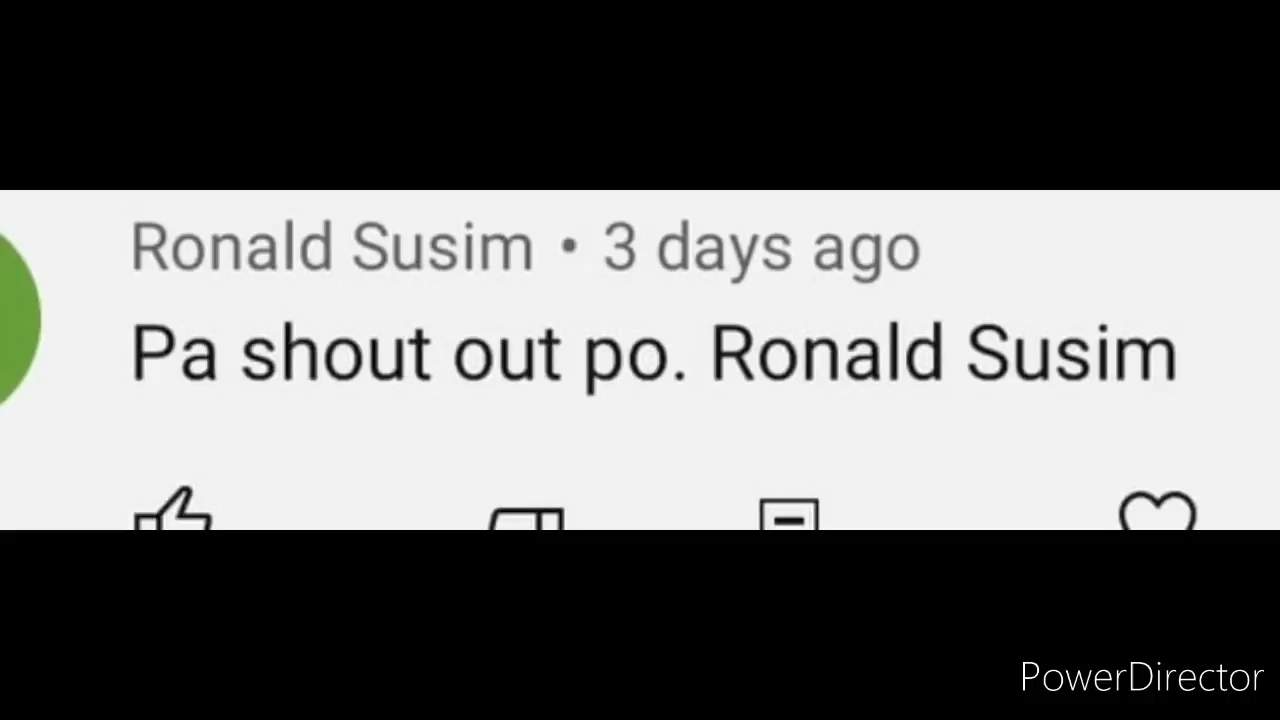 Ronald Susim • 3 days ago
Pa shout out po. Ronald Susim
PowerDirector